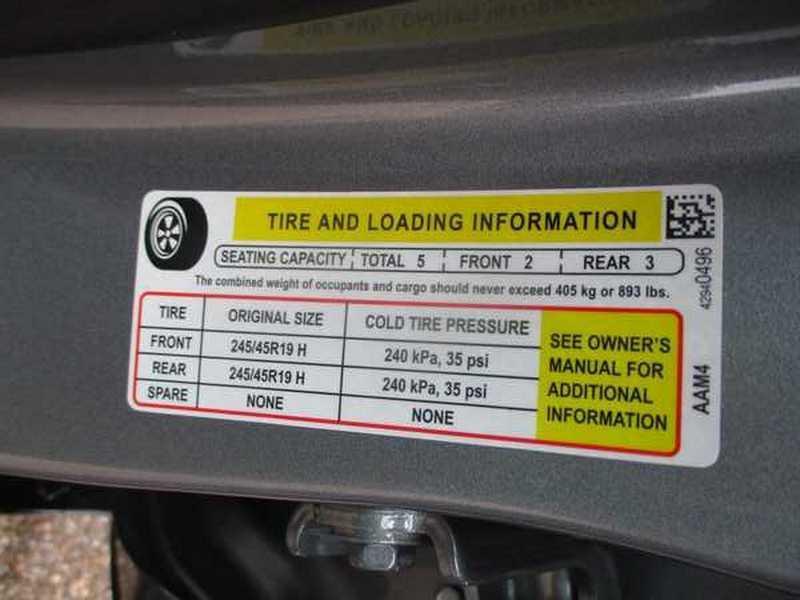 TIRE AND LOADING INFORMATION
SEATING CAPACITY TOTAL 5 FRONT 2 REAR 3
The combined weight of occupants and cargo should never exceed 405 kg or 893 lbs.
TIRE ORIGINAL SIZE COLD TIRE PRESSURE
FRONT 245/45R19 H 240 kPa, 35 psi
REAR 245/45R19 H 240 kPa, 35 psi
SPARE NONE NONE
SEE OWNER'S
MANUAL FOR
ADDITIONAL
INFORMATION
42940496
AAM4